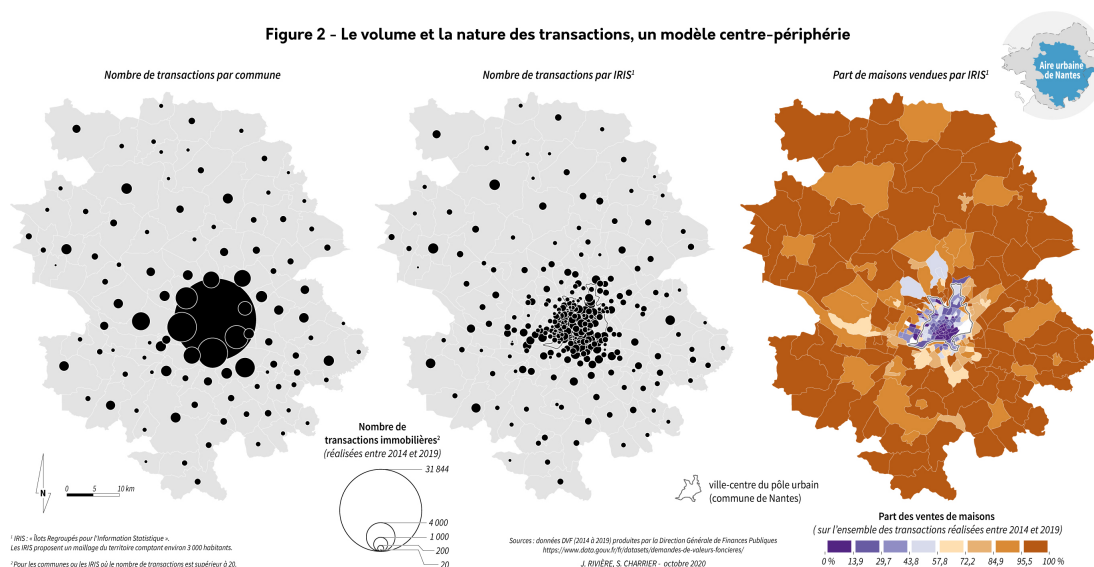 Figure 2 - Le volume et la nature des transactions, un modèle centre-périphérie
Aire urbaine
de Nantes
Nombre de transactions par commune
Nombre de transactions par IRIS¹
Part de maisons vendues par IRIS¹
N
0 5 10 km
Nombre de
transactions immobilières²
(réalisées entre 2014 et 2019)
31 844
4 000
1 000
200
20
ville-centre du pôle urbain
(commune de Nantes)
Part des ventes de maisons
( sur l'ensemble des transactions réalisées entre 2014 et 2019)
0 % 13,9 29,7 43,8 57,8 72,2 84,9 95,5 100 %
¹ IRIS : « Îlots Regroupés pour l'Information Statistique ».
Les IRIS proposent un maillage du territoire comptant environ 3 000 habitants.
² Pour les communes ou les IRIS où le nombre de transactions est supérieur à 20.
Sources : données DVF (2014 à 2019) produites par la Direction Générale de Finances Publiques
https://www.data.gouv.fr/fr/datasets/demandes-de-valeurs-foncieres/
J. RIVIÈRE, S. CHARRIER - octobre 2020